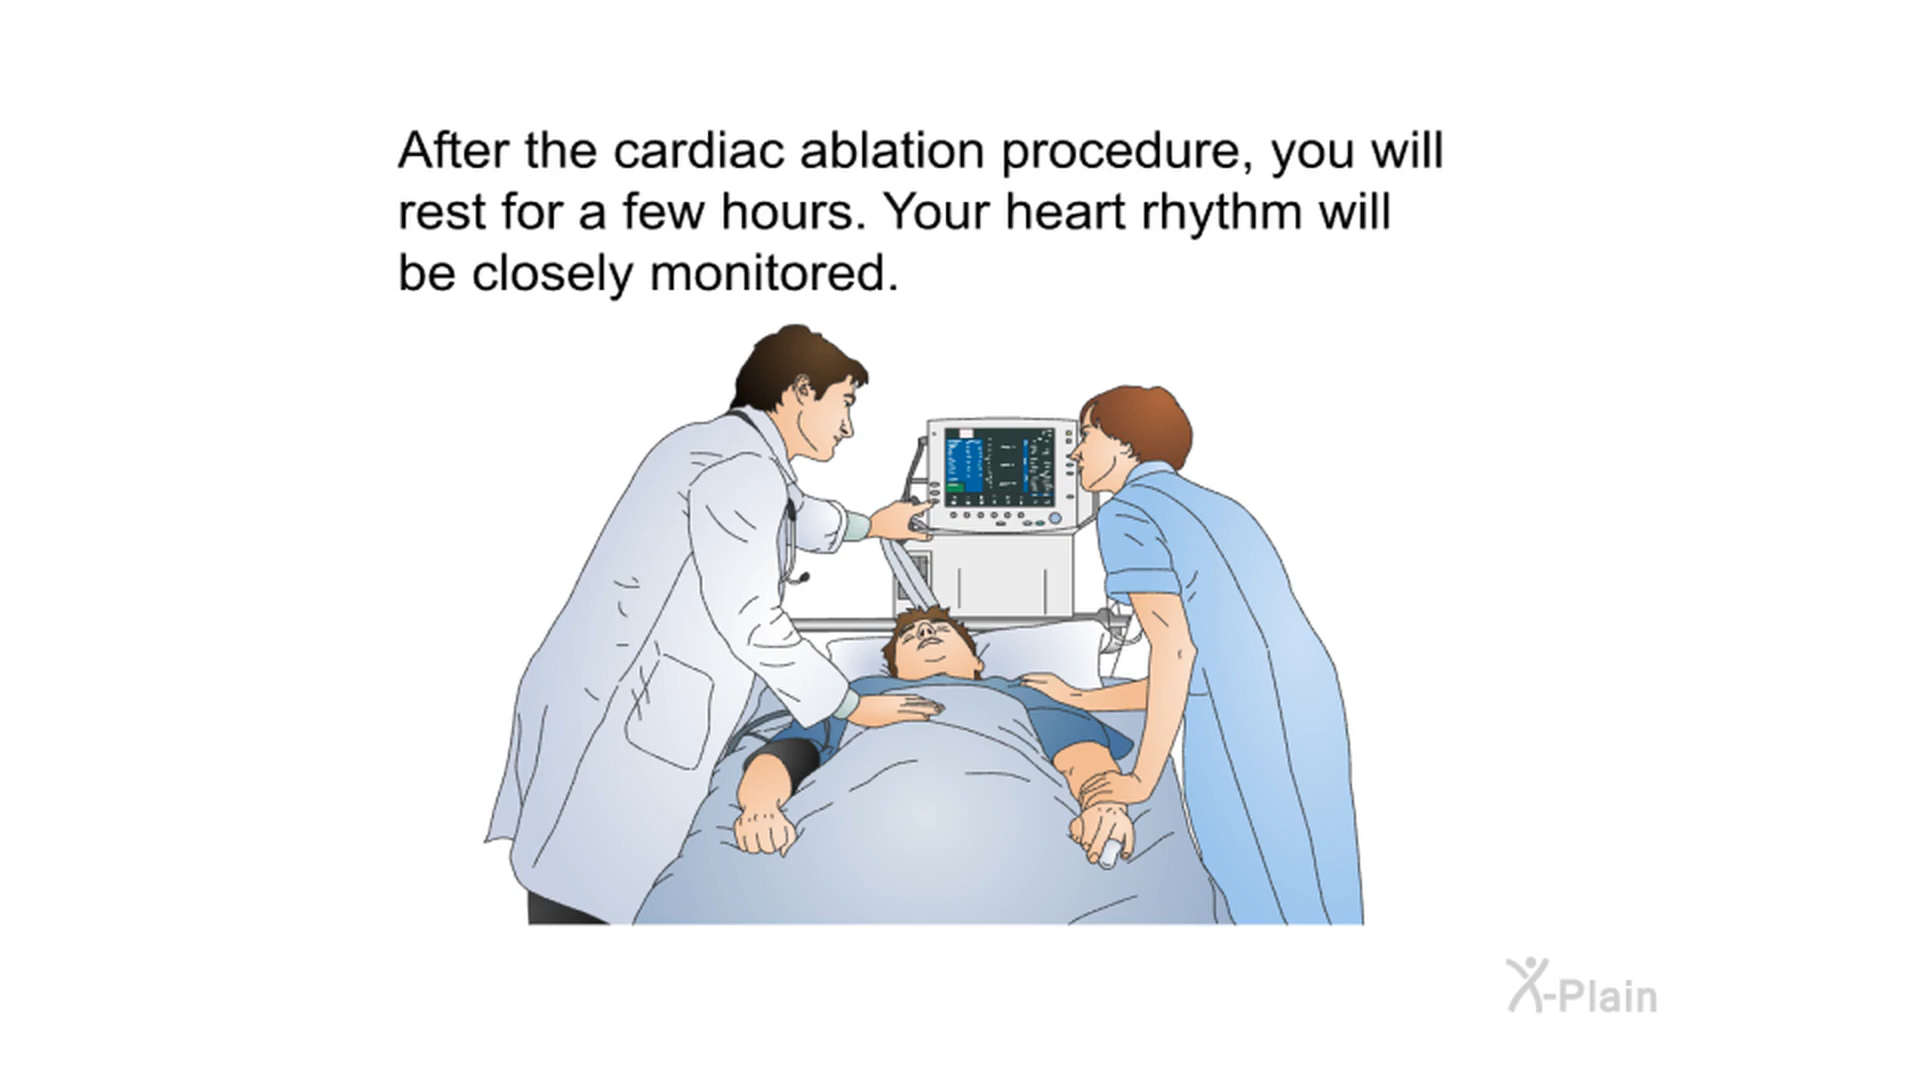 After the cardiac ablation procedure, you will
rest for a few hours. Your heart rhythm will
be closely monitored.
X-Plain